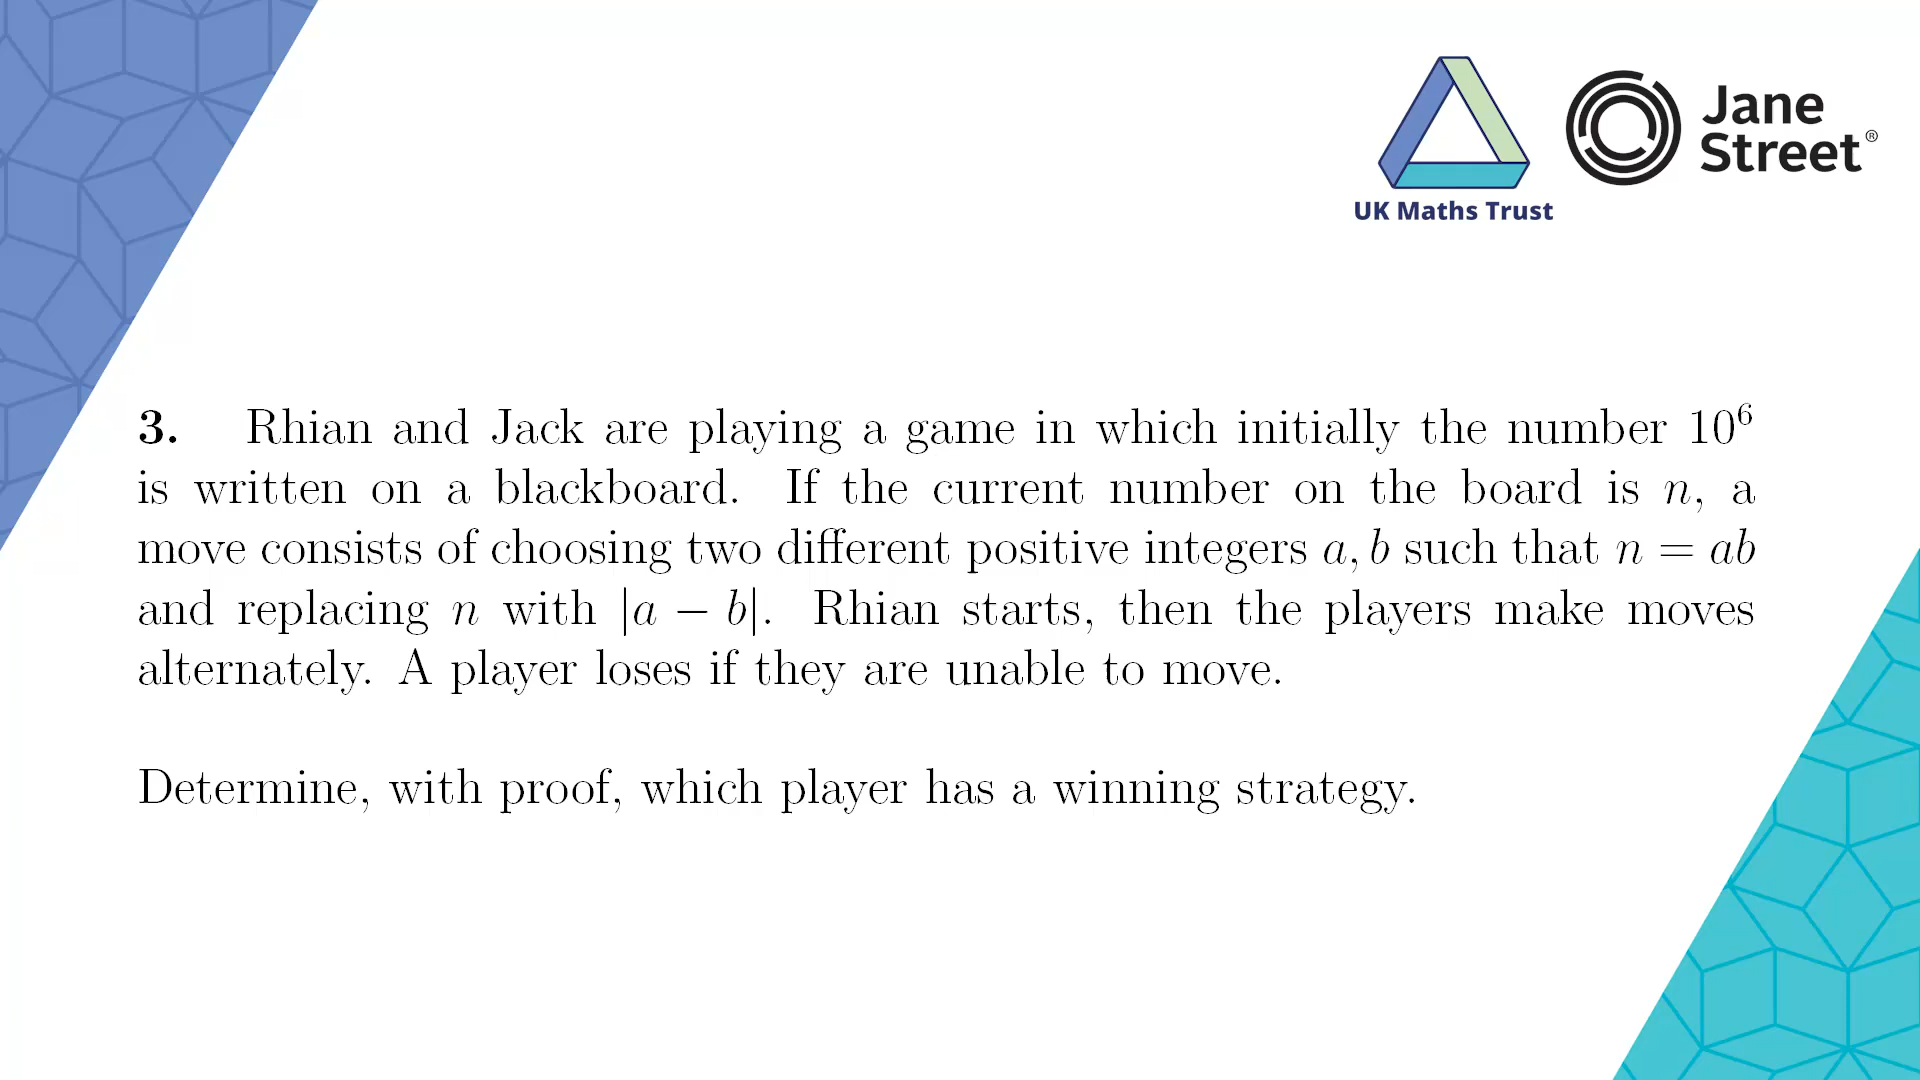 UK Maths Trust
Jane
Street®
3. Rhian and Jack are playing a game in which initially the number 10⁶
is written on a blackboard. If the current number on the board is n, a
move consists of choosing two different positive integers a, b such that n = ab
and replacing n with |a − b|. Rhian starts, then the players make moves
alternately. A player loses if they are unable to move.
Determine, with proof, which player has a winning strategy.